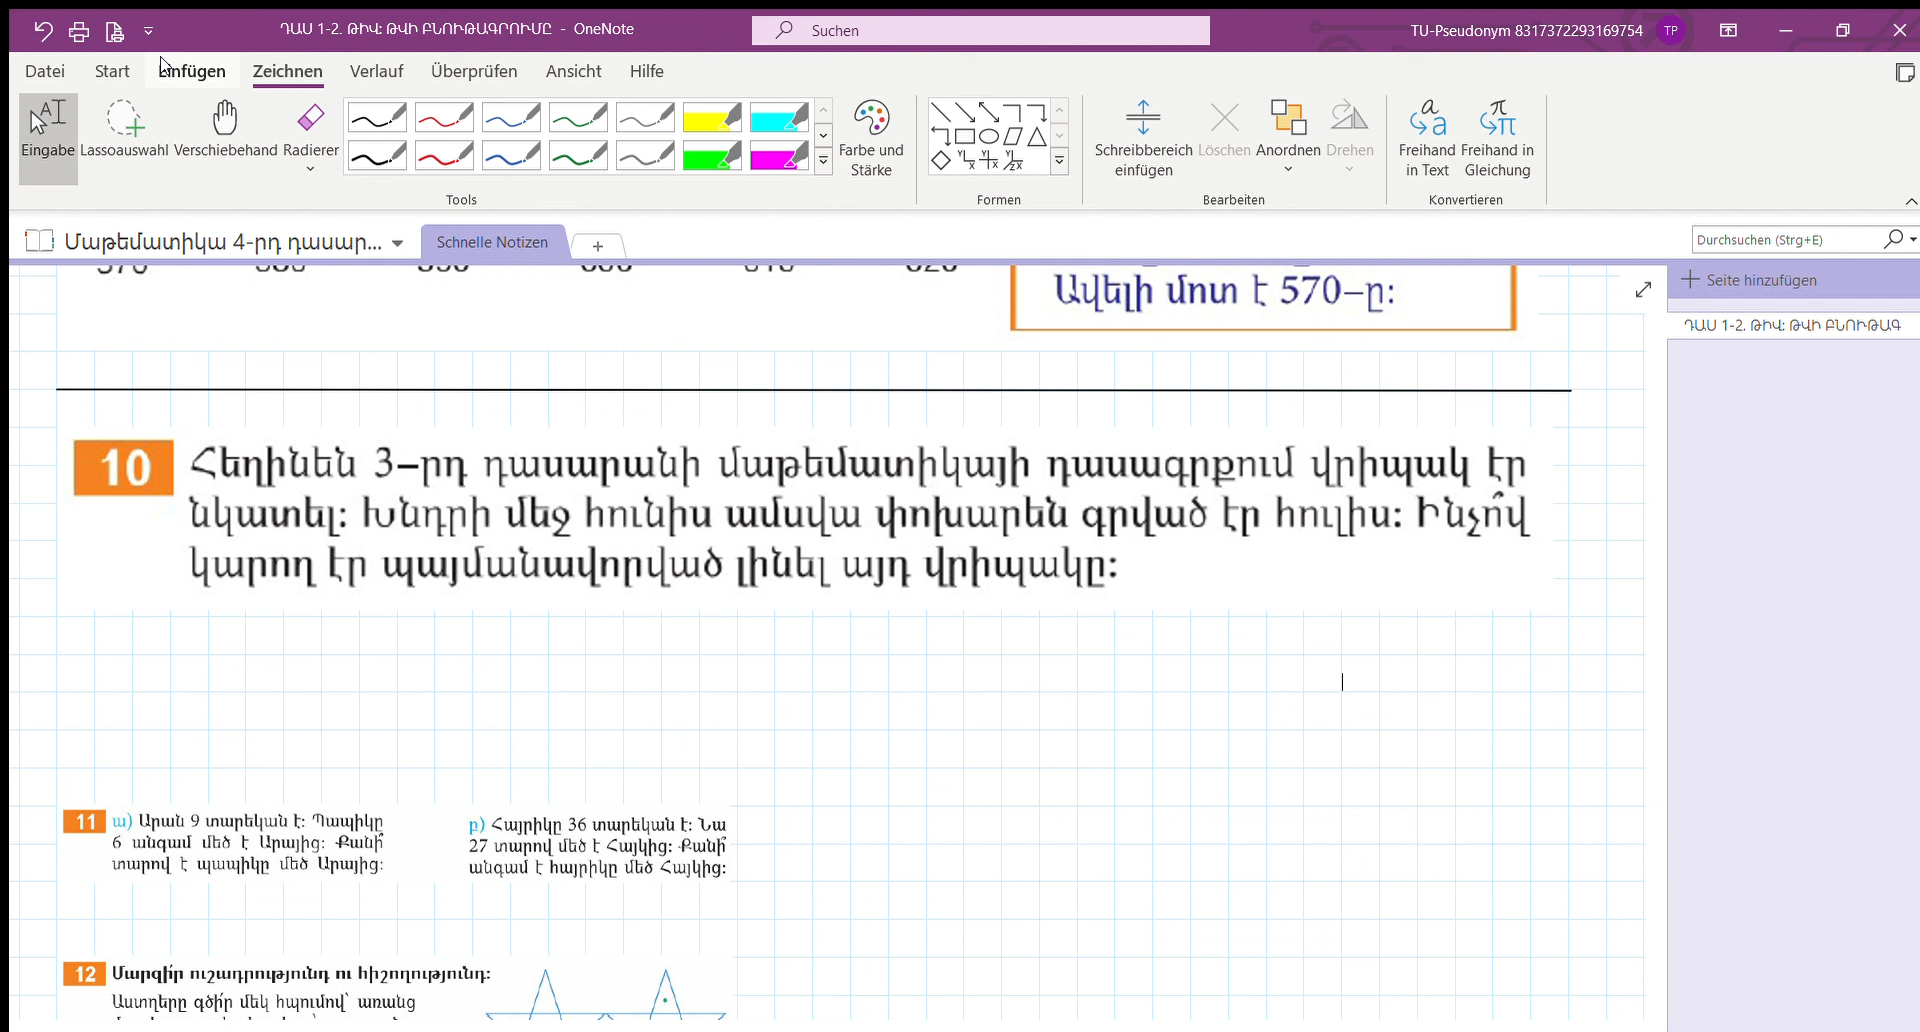 ԴԱՍ 1-2. ԹԻՎ: ԹՎԻ ԲՆՈՒԹԱԳՐՈՒՄԸ - OneNote
Suchen
TU-Pseudonym 8317372293169754
TP
Datei Start Einfügen Zeichnen Verlauf Überprüfen Ansicht Hilfe
Eingabe Lassoauswahl Verschiebehand Radierer
Farbe und
Stärke
Schreibbereich
einfügen
Löschen Anordnen Drehen
Freihand
in Text
Freihand in
Gleichung
Tools Formen Bearbeiten Konvertieren
Մաթեմատիկա 4-րդ դասար...
Schnelle Notizen
Durchsuchen (Strg+E)
Seite hinzufügen
ԴԱՍ 1-2. ԹԻՎ: ԹՎԻ ԲՆՈՒԹԱԳ
Ավելի մոտ է 570–ը:
10 Հեղինեն 3–րդ դասարանի մաթեմատիկայի դասագրքում վրիպակ էր
նկատել: Խնդրի մեջ հունիս ամսվա փոխարեն գրված էր հուլիս: Ինչո՞վ
կարող էր պայմանավորված լինել այդ վրիպակը:
11 ա) Արան 9 տարեկան է: Պապիկը
6 անգամ մեծ է Արայից: Քանի՞
տարով է պապիկը մեծ Արայից:
բ) Հայրիկը 36 տարեկան է: Նա
27 տարով մեծ է Հայկից: Քանի՞
անգամ է հայրիկը մեծ Հայկից:
12 Մարզի՛ր ուշադրությունդ ու հիշողությունդ:
Աստղերը գծի՛ր մեկ հպումով՝ առանց